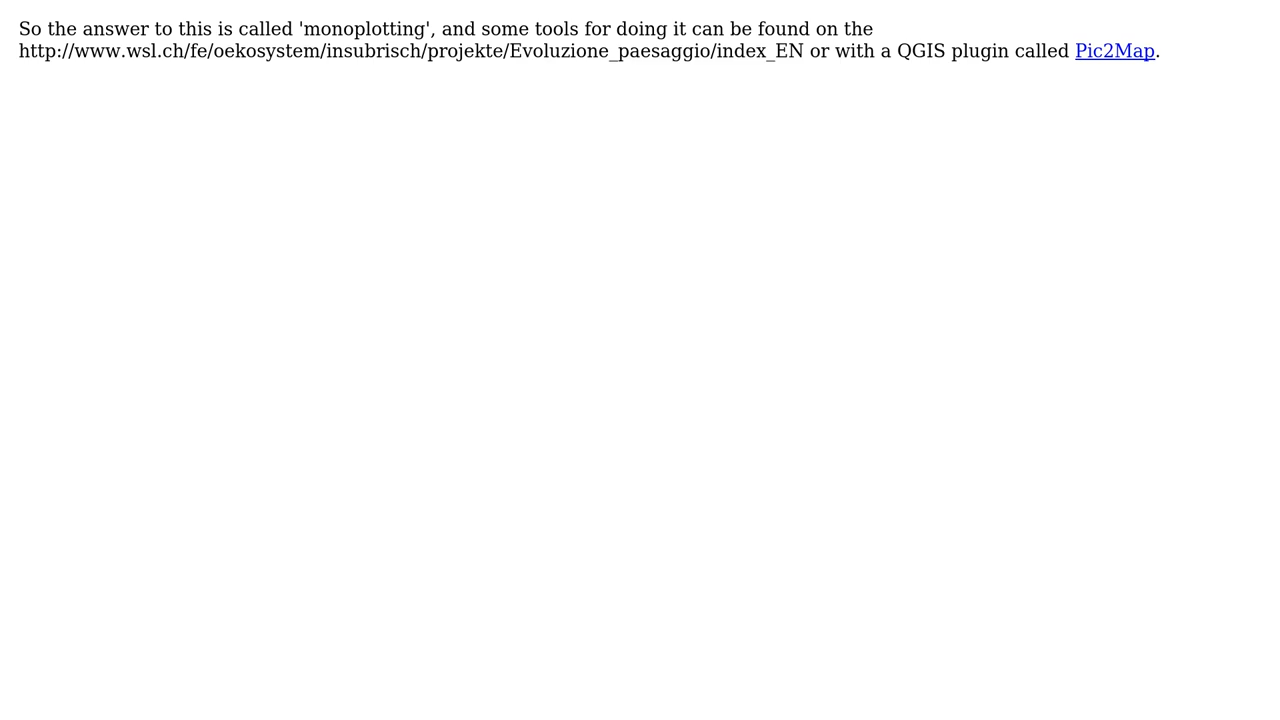 So the answer to this is called 'monoplotting', and some tools for doing it can be found on the
http://www.wsl.ch/fe/oekosystem/insubrisch/projekte/Evoluzione_paesaggio/index_EN or with a QGIS plugin called Pic2Map.